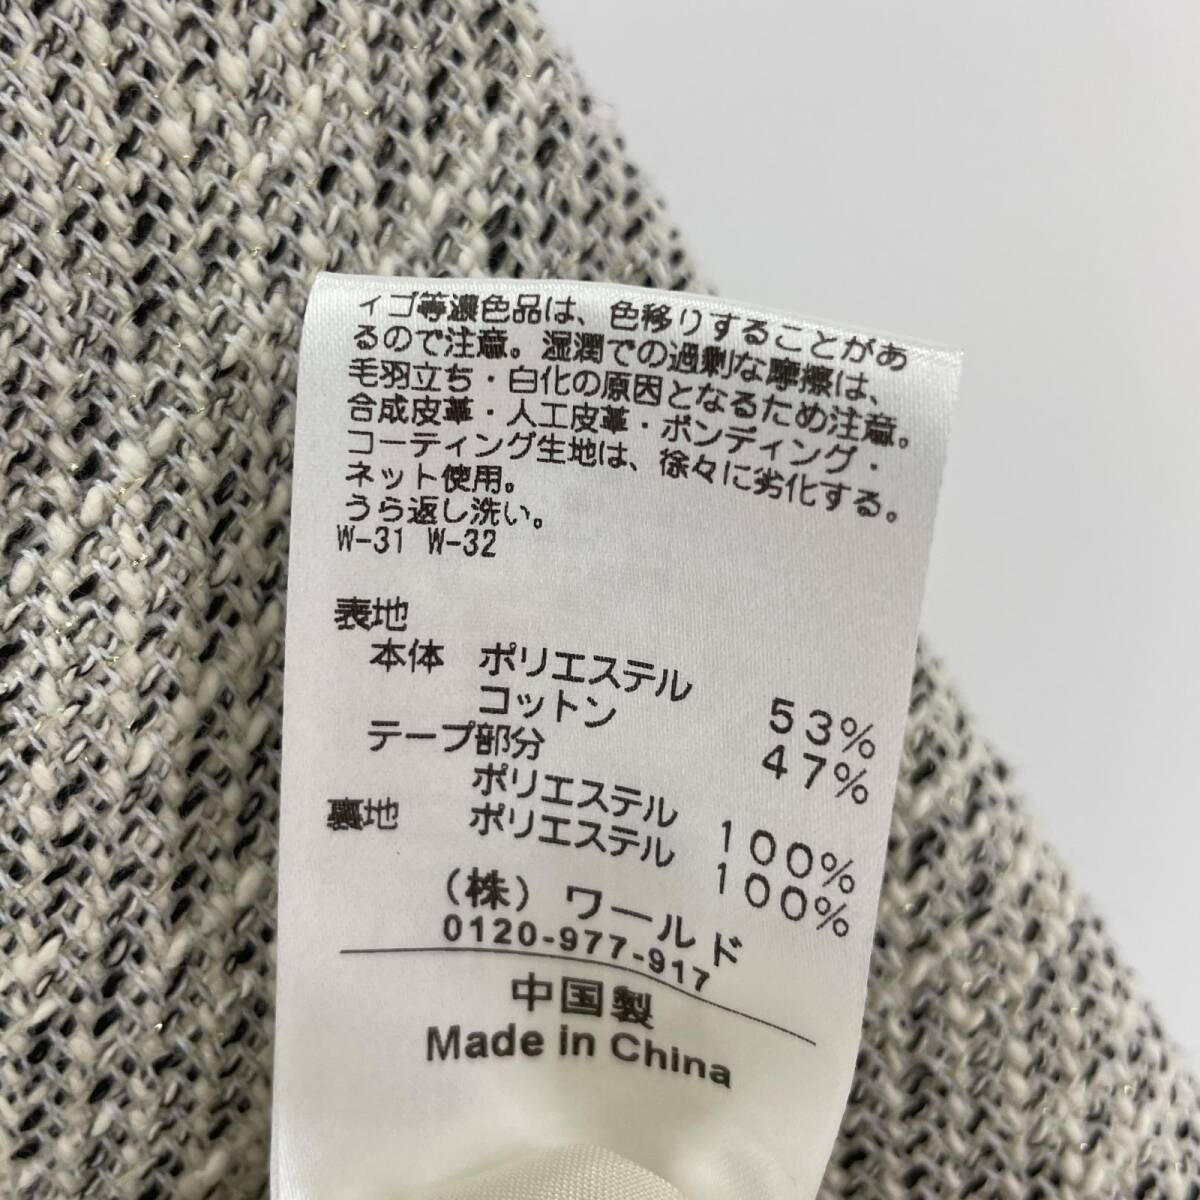 ィゴ等濃色品は、色移りすることがあ
るので注意。湿潤での過剰な摩擦は、
毛羽立ち・白化の原因となるため注意。
合成皮革・人工皮革・ボンディング・
コーティング生地は、徐々に劣化する。
ネット使用。
うら返し洗い。
W-31 W-32
表地
本体 ポリエステル 53%
コットン 47%
テープ部分
ポリエステル 100%
裏地 ポリエステル 100%
(株) ワールド
0120-977-917
中国製
Made in China